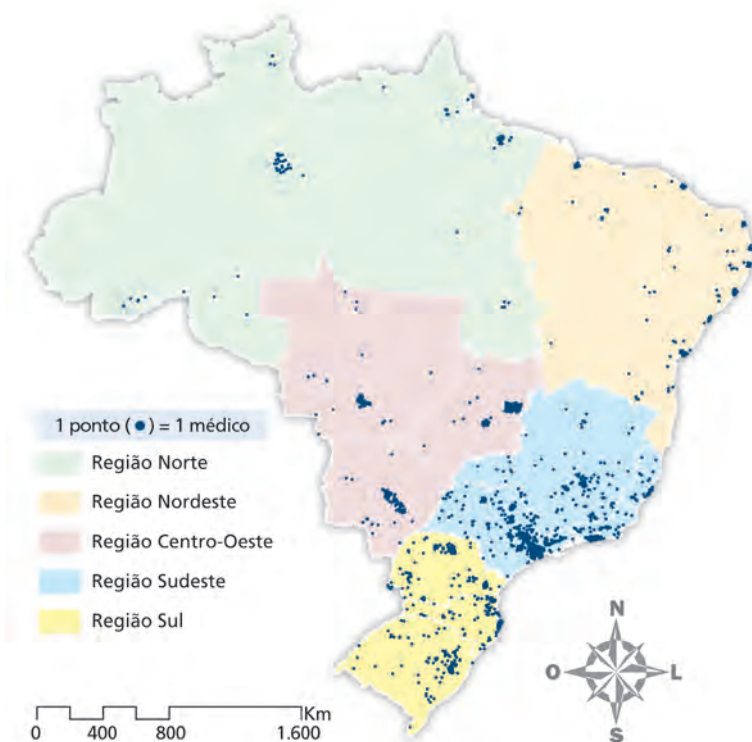 1 ponto (●) = 1 médico
Região Norte
Região Nordeste
Região Centro-Oeste
Região Sudeste
Região Sul
N
O L
S
Km
0 400 800 1.600